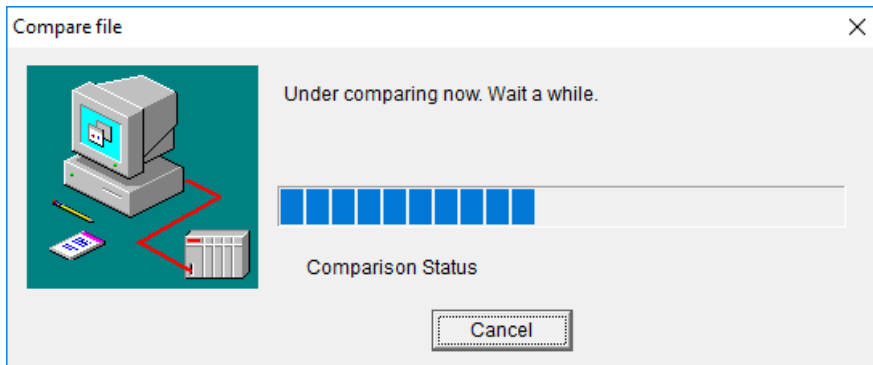 Compare file
Under comparing now. Wait a while.
Comparison Status
Cancel